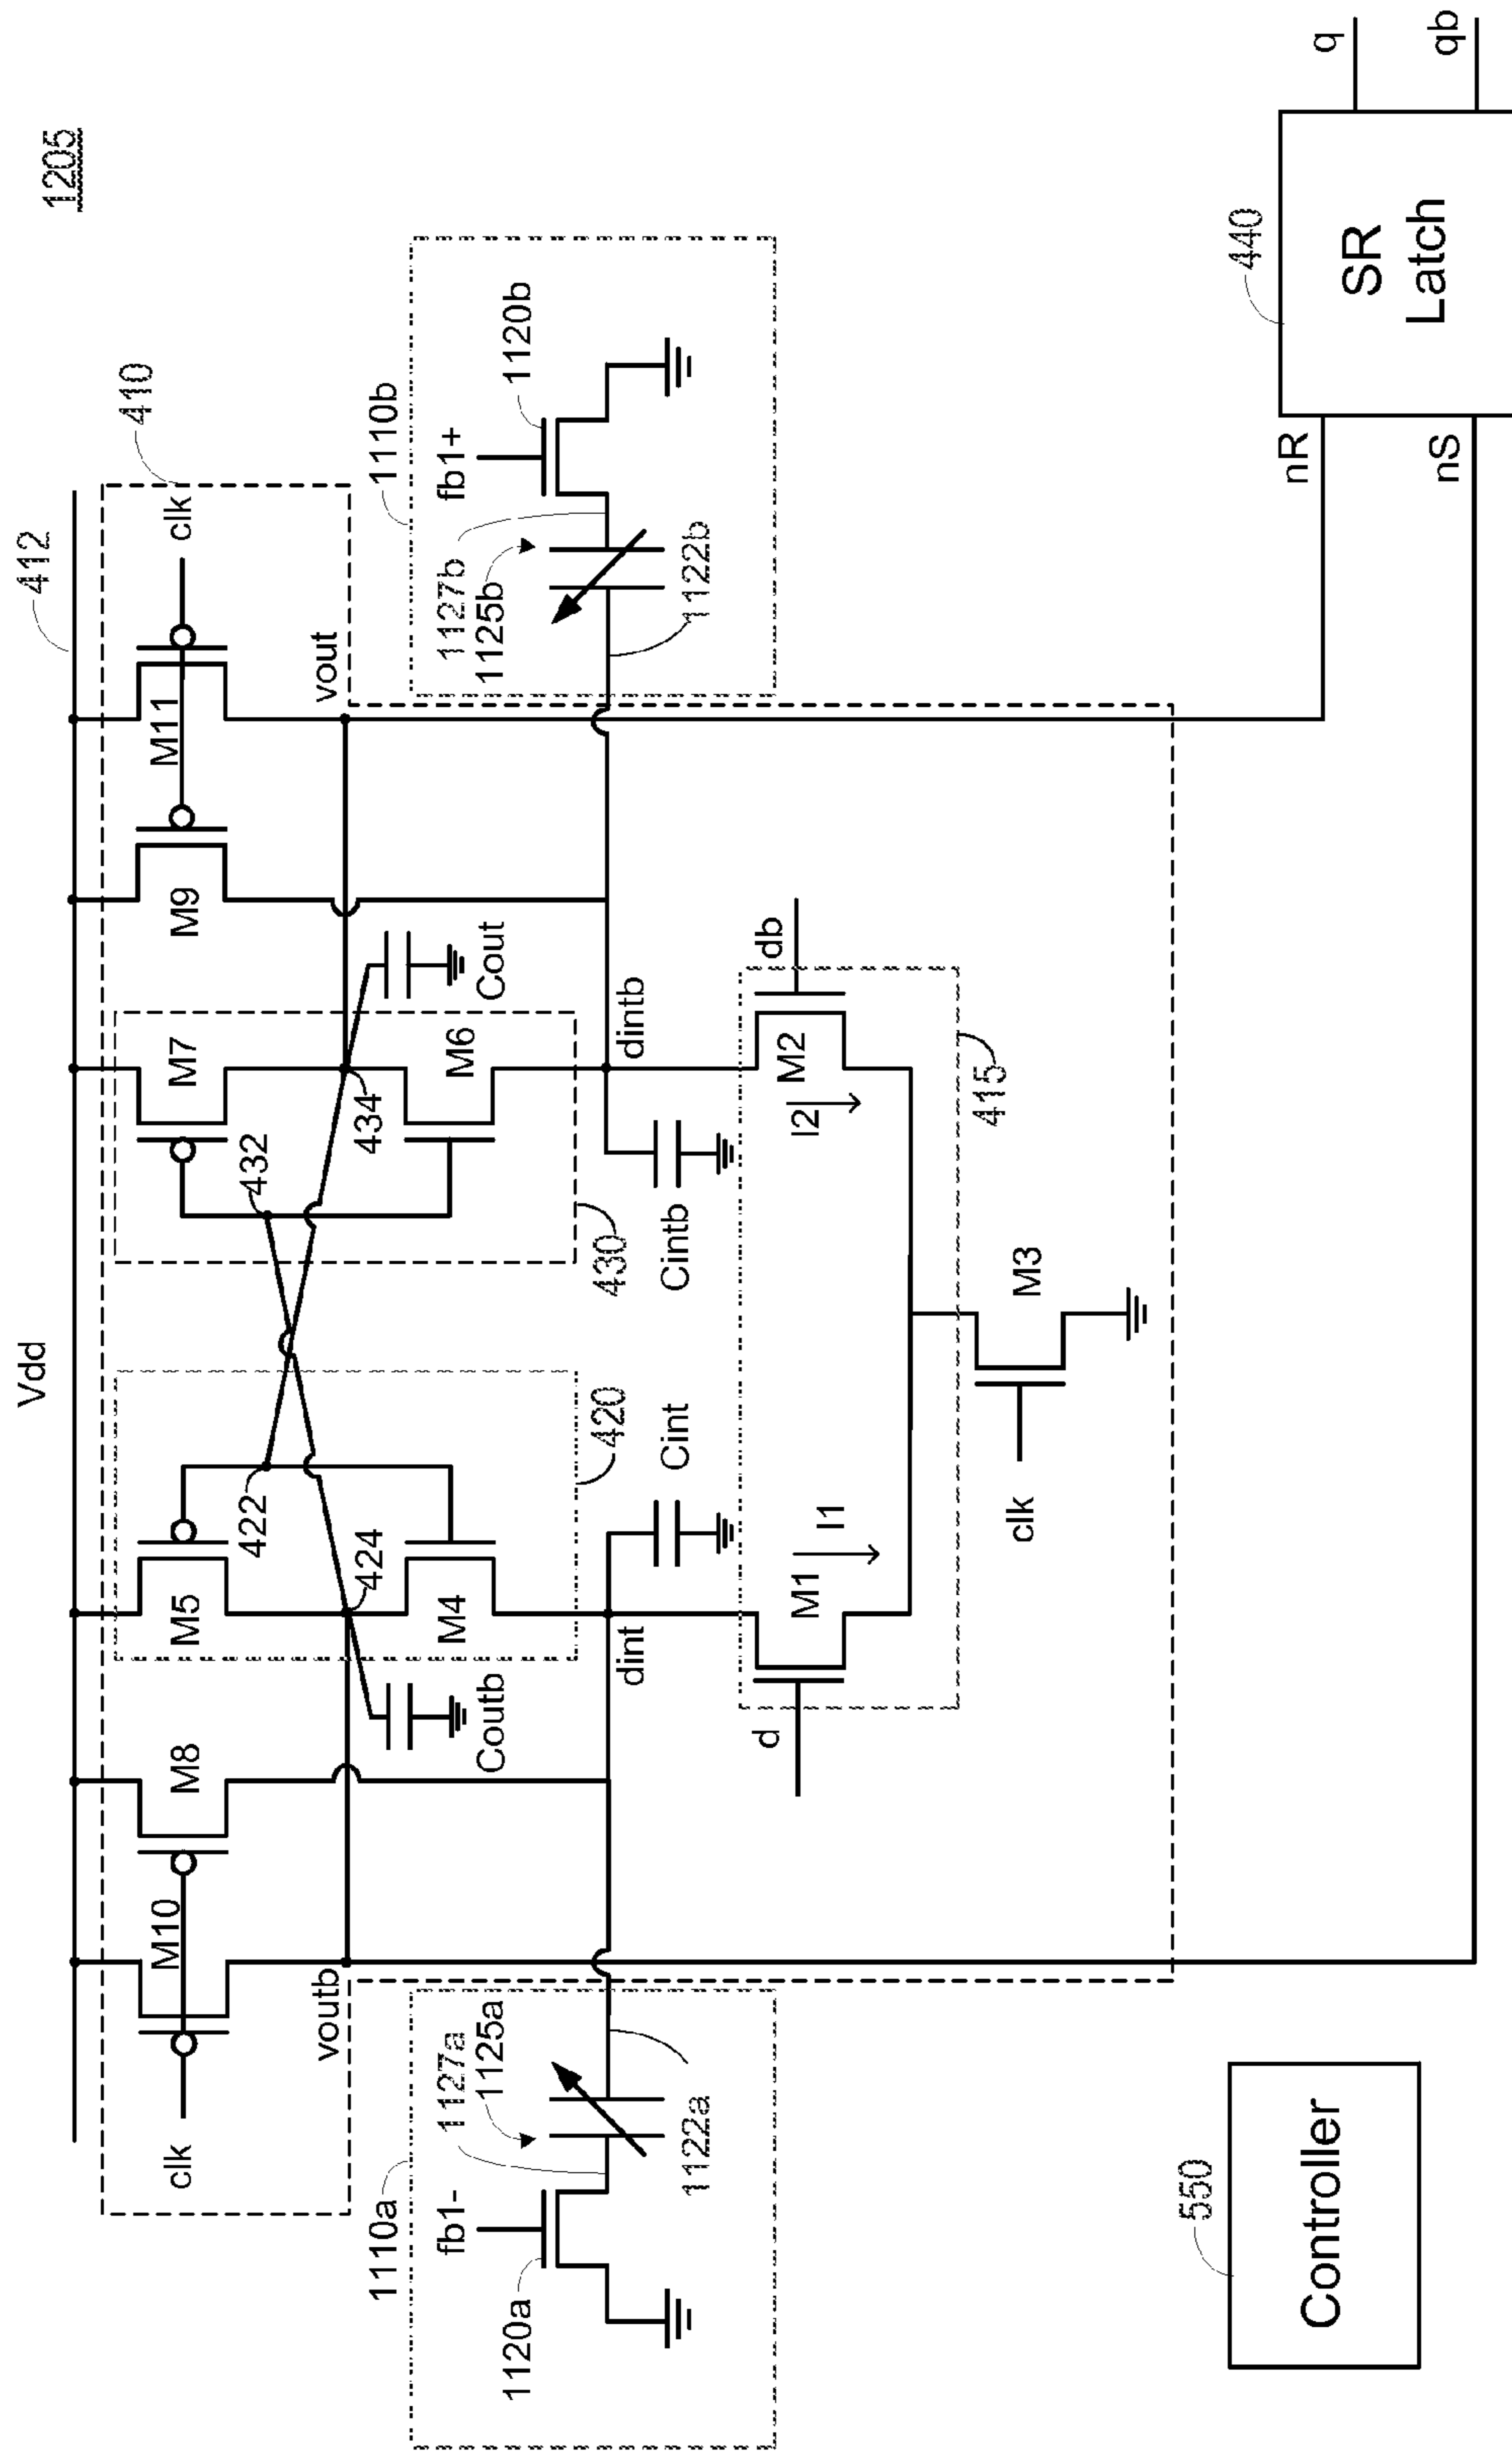 1205
Vdd
412
410
clk
M10
M8
M5
M7
M9
M11
clk
voutb
422
432
vout
424
434
Coutb
M4
M6
Cout
1110a
fb1-
1127a
1125a
1120a
1122a
420
430
dint
dintb
Cint
Cintb
1110b
fb1+
1127b
1125b
1120b
1122b
d
M1
I1
I2
M2
db
415
clk
M3
550
Controller
nR
nS
440
SR
Latch
q
qb